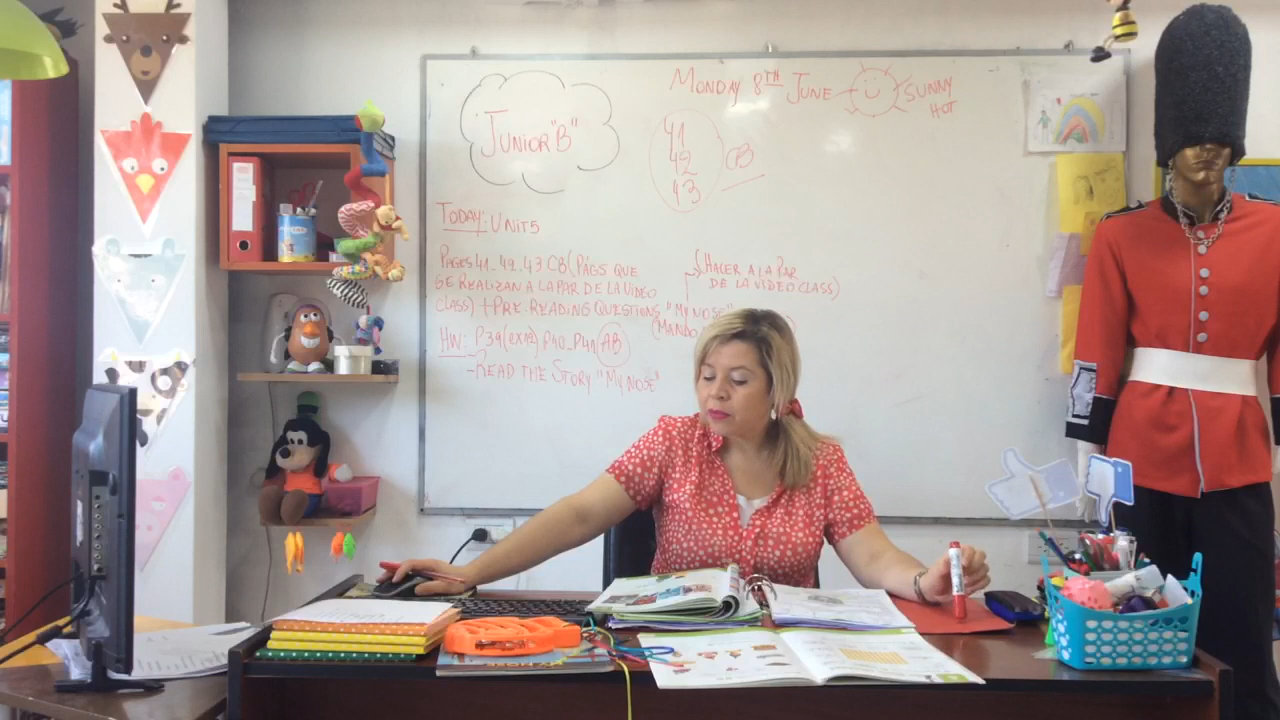 MONDAY 8TH JUNE
SUNNY
HOT
JUNIOR "B"
41
42
43
CB
TODAY: UNIT 5
PAGES 41-42-43 CB (PÁGS QUE
SE REALIZAN A LA PAR DE LA VIDEO
CLASS) + PRE-READING QUESTIONS "MY NOSE"
(HACER A LA PAR
DE LA VIDEO CLASS)
(MANDO
HW: P39(ex12) P40-P41 AB
-READ THE STORY "MY NOSE"